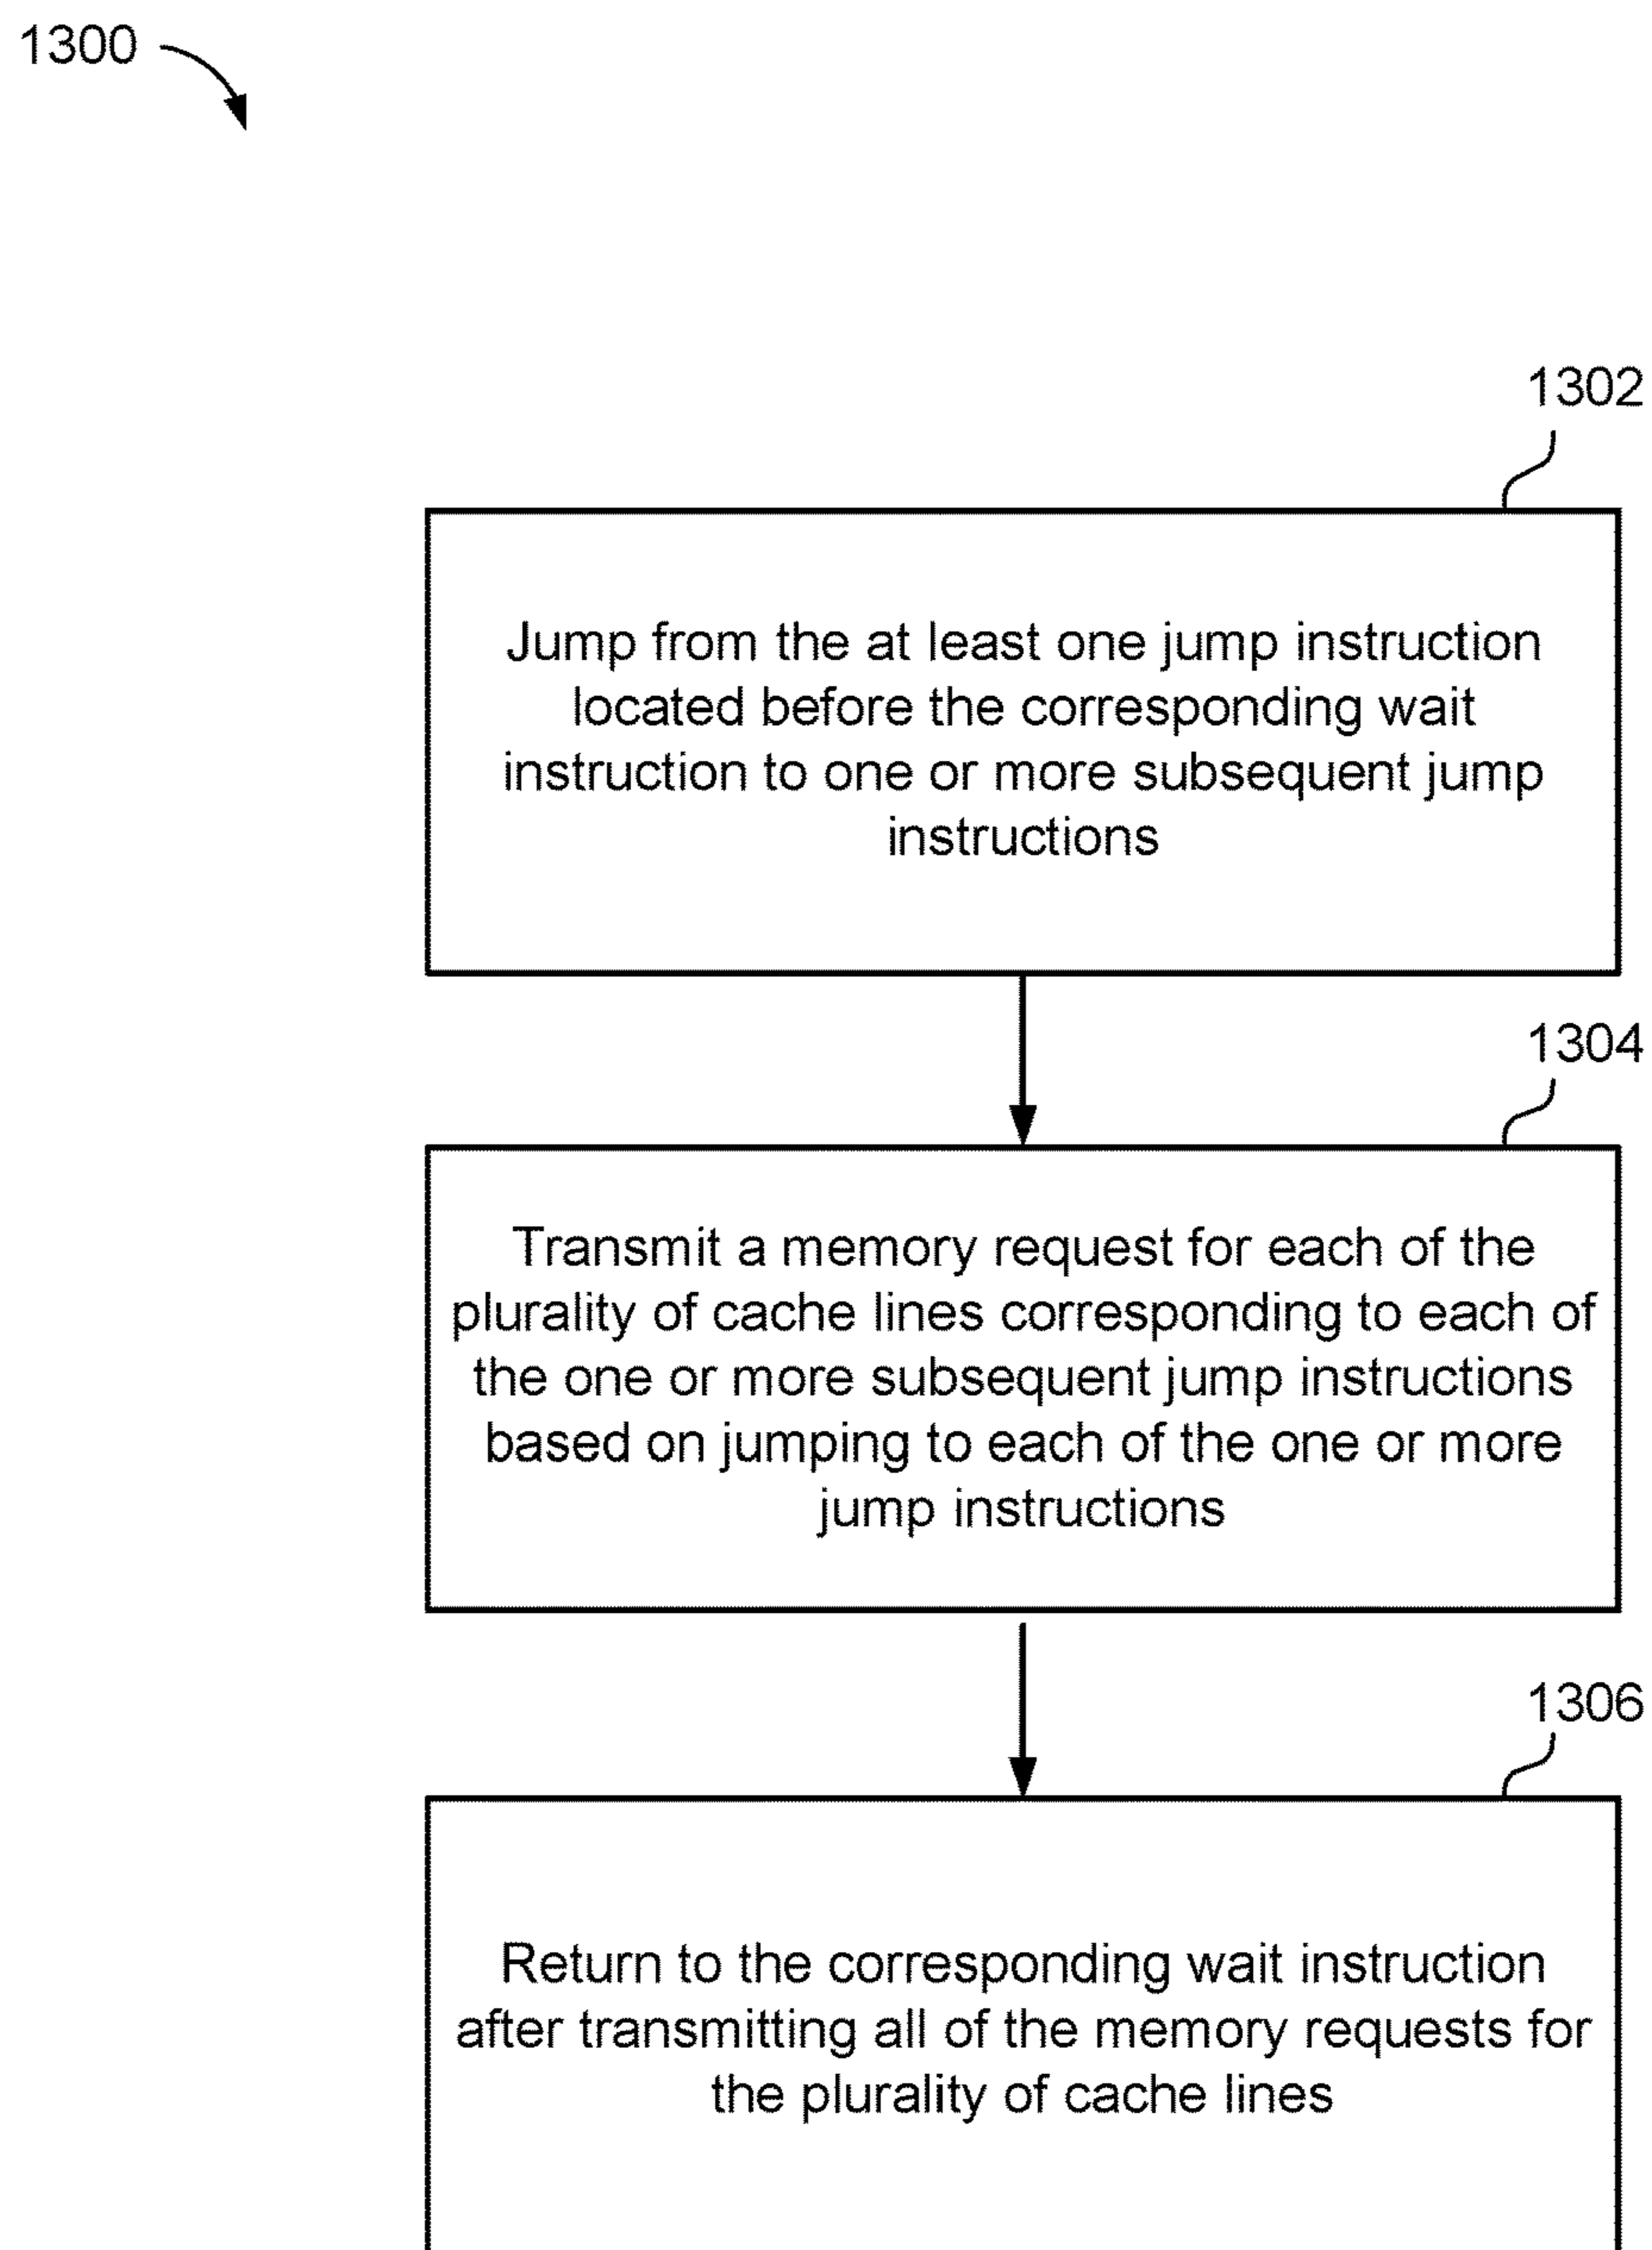 1300
1302
Jump from the at least one jump instruction
located before the corresponding wait
instruction to one or more subsequent jump
instructions
1304
Transmit a memory request for each of the
plurality of cache lines corresponding to each of
the one or more subsequent jump instructions
based on jumping to each of the one or more
jump instructions
1306
Return to the corresponding wait instruction
after transmitting all of the memory requests for
the plurality of cache lines